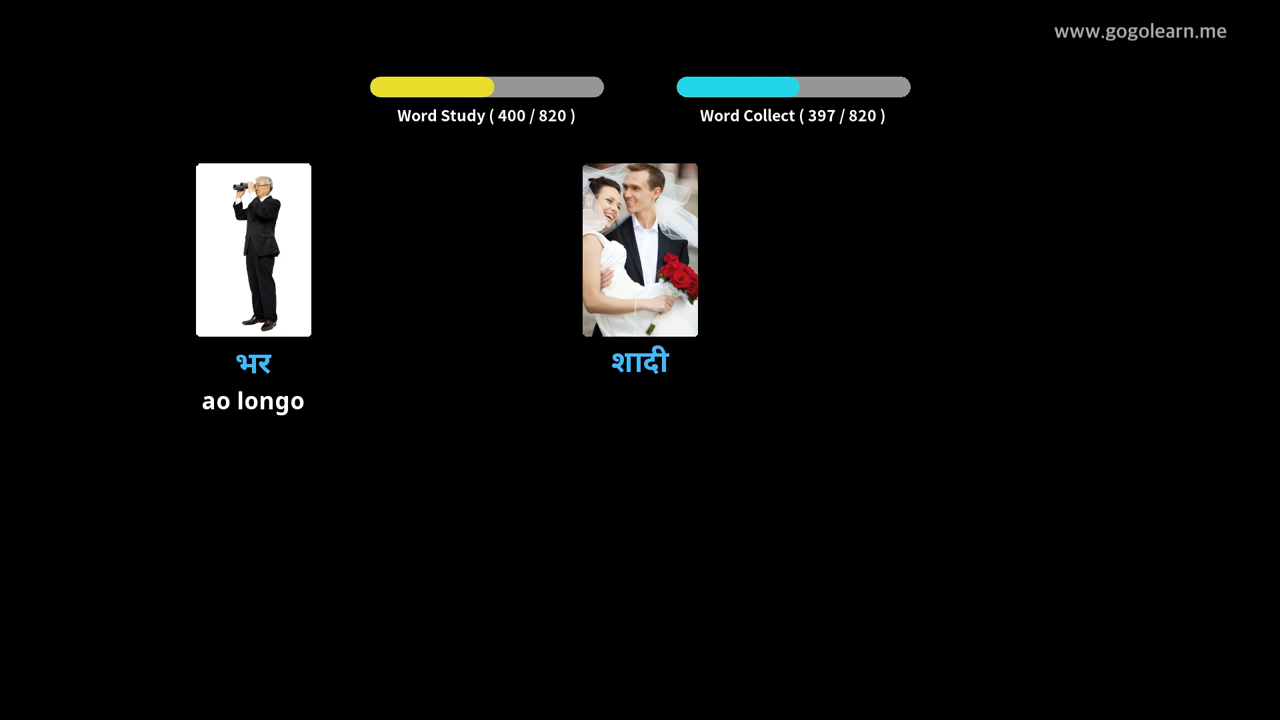 www.gogolearn.me
Word Study ( 400 / 820 )
Word Collect ( 397 / 820 )
भर
शादी
ao longo